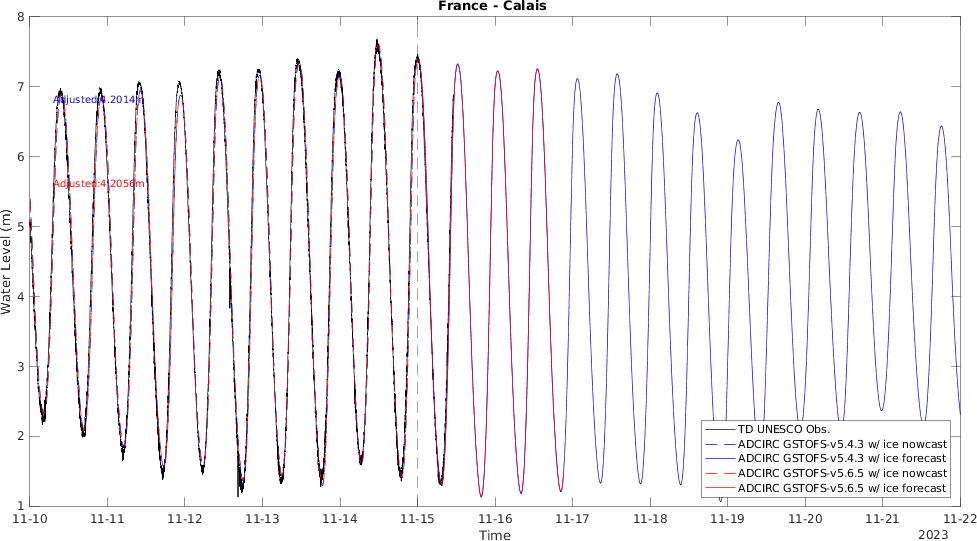 France - Calais
8
7
6
5
4
3
2
1
Water Level (m)
Adjusted:4.2014m
Adjusted:4.2056m
TD UNESCO Obs.
ADCIRC GSTOFS-v5.4.3 w/ ice nowcast
ADCIRC GSTOFS-v5.4.3 w/ ice forecast
ADCIRC GSTOFS-v5.6.5 w/ ice nowcast
ADCIRC GSTOFS-v5.6.5 w/ ice forecast
11-10 11-11 11-12 11-13 11-14 11-15 11-16 11-17 11-18 11-19 11-20 11-21 11-22
Time
2023